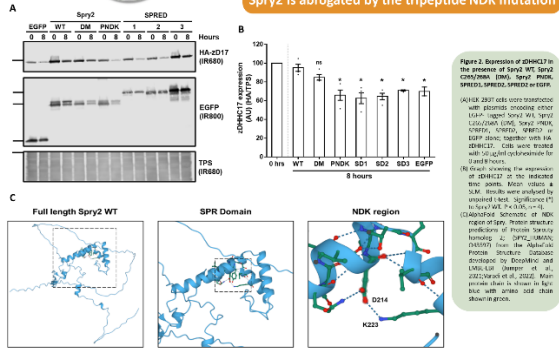 Spry2 is abrogated by the tripeptide NDK mutation
A
Spry2
SPRED
EGFP WT DM PNDK 1 2 3
0 8 0 8 0 8 0 8 0 8 0 8 0 8 Hours
HA-zD17
(IR680)
EGFP
(IR800)
TPS
(IR680)
B
zDHHC17 expression
(AU) (HA/TPS)
150
100
50
0
ns
* * * * *
0 hrs WT DM PNDK SD1 SD2 SD3 EGFP
8 hours
Figure 2. Expression of zDHHC17 in
the presence of Spry2 WT, Spry2
C265/268A (DM), Spry2 PNDK,
SPRED1, SPRED2, SPRED3 or EGFP.
(A) HEK 293T cells were transfected
with plasmids encoding either
EGFP- tagged Spry2 WT, Spry2
C265/268A (DM), Spry2 PNDK,
SPRED1, SPRED2, SPRED3 or
EGFP alone; together with HA-
zDHHC17. Cells were treated
with 50 µg/ml cycloheximide for
0 and 8 hours.
(B) Graph showing the expression
of zDHHC17 at the indicated
time points. Mean values ±
SEM. Results were analysed by
unpaired t-test. Significance (*)
to Spry2 WT. P < 0.05, n = 4).
(C) AlphaFold Schematic of NDK
region of Spry. Protein structure
predictions of Protein Sprouty
homolog 2; (SPY2_HUMAN;
O43597) from the AlphaFold
Protein Structure Database
developed by DeepMind and
EMBL-EBI (Jumper et al.,
2021; Varadi et al., 2022). Main
protein chain is shown in light
blue with amino acid chain
shown in green.
C
Full length Spry2 WT
SPR Domain
NDK region
D214
K223